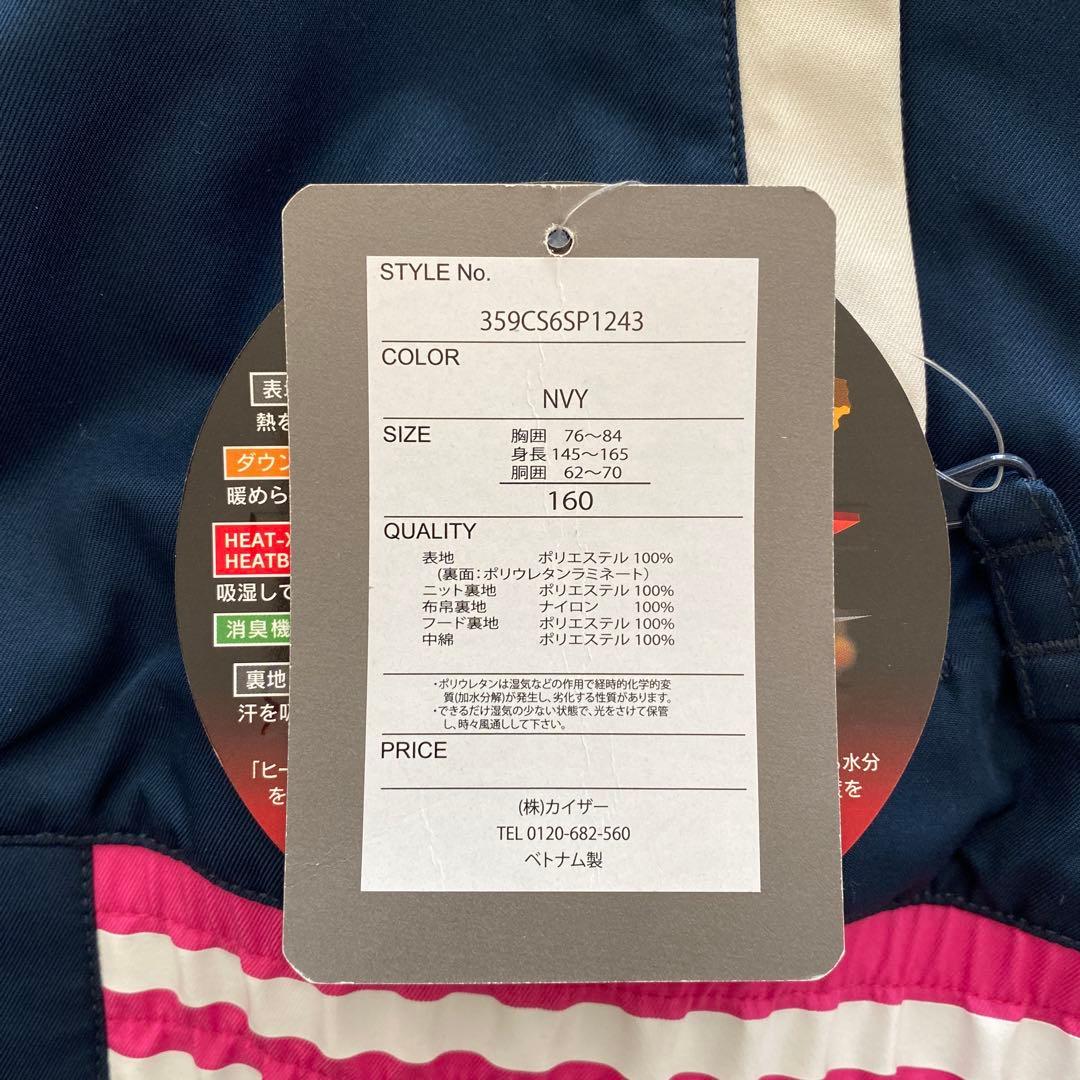 STYLE No.
359CS6SP1243
COLOR
NVY
SIZE
胸囲 76～84
身長 145～165
胴囲 62～70
160
QUALITY
表地 ポリエステル 100%
(裏面：ポリウレタンラミネート)
ニット裏地 ポリエステル 100%
布帛裏地 ナイロン 100%
フード裏地 ポリエステル 100%
中綿 ポリエステル 100%
・ポリウレタンは湿気などの作用で経時的化学的変
質(加水分解)が発生し、劣化する性質があります。
・できるだけ湿気の少ない状態で、光をさけて保管
し、時々風通しして下さい。
PRICE
(株)カイザー
TEL 0120-682-560
ベトナム製
表
熱を
ダウン
暖めら
HEAT-
HEATB
吸湿して
消臭機
裏地
汗を吸
「ヒー
を
水分
を